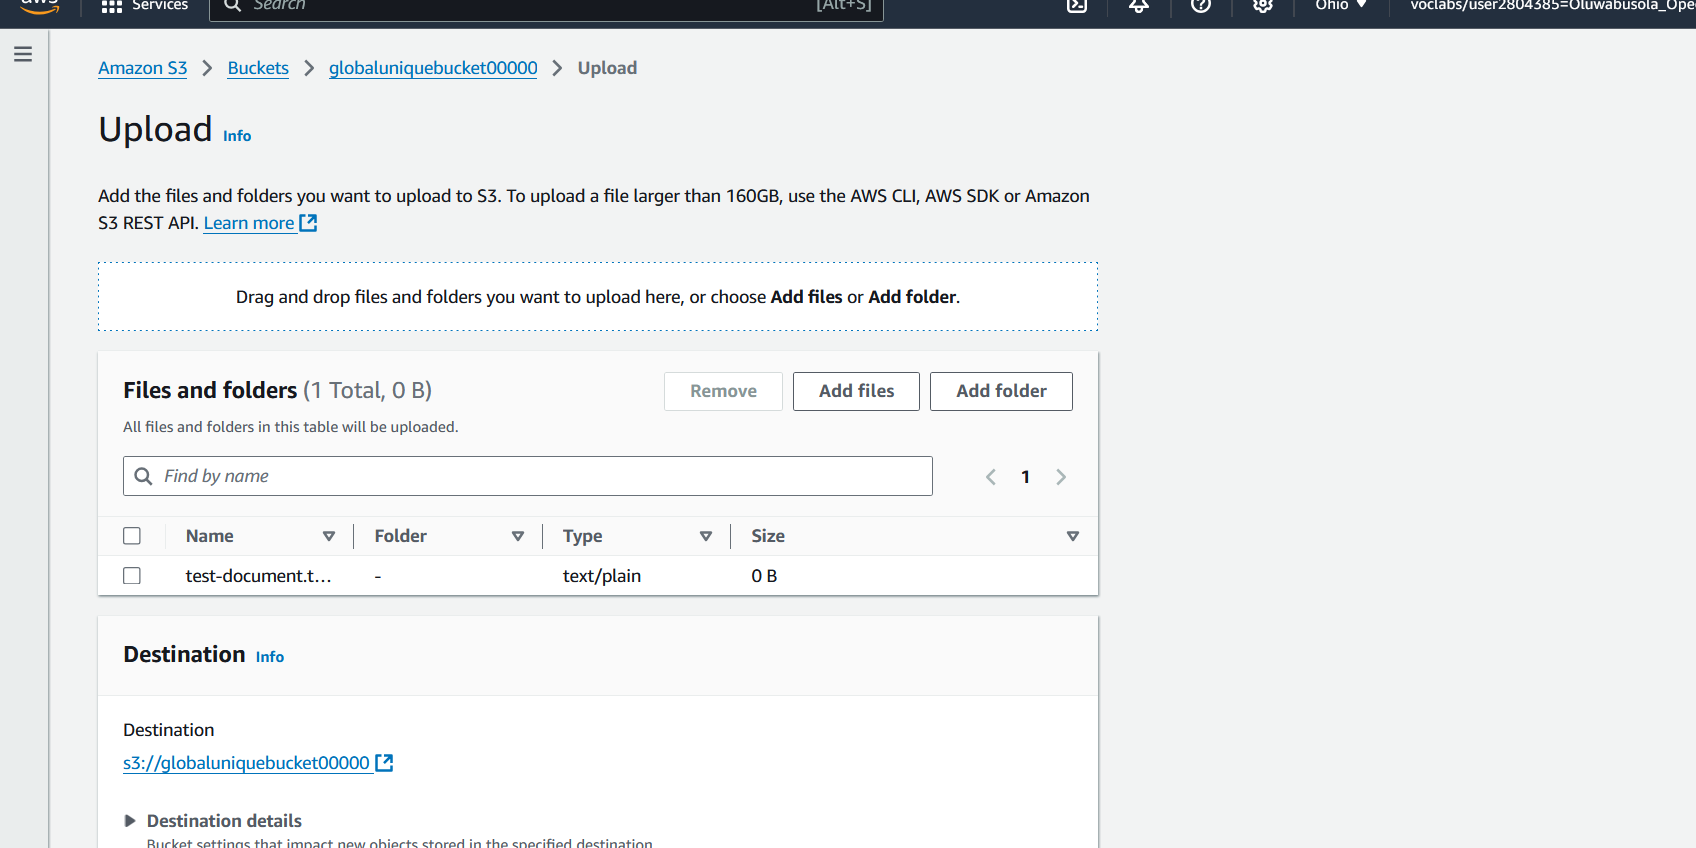 aws Services Search [Alt+S] Ohio voclabs/user2804385=Oluwabusola_Ope
Amazon S3 Buckets globaluniquebucket00000 Upload
Upload Info
Add the files and folders you want to upload to S3. To upload a file larger than 160GB, use the AWS CLI, AWS SDK or Amazon
S3 REST API. Learn more
Drag and drop files and folders you want to upload here, or choose Add files or Add folder.
Files and folders (1 Total, 0 B) Remove Add files Add folder
All files and folders in this table will be uploaded.
Find by name 1
Name Folder Type Size
test-document.t... - text/plain 0 B
Destination Info
Destination
s3://globaluniquebucket00000
Destination details
Bucket settings that impact new objects stored in the specified destination